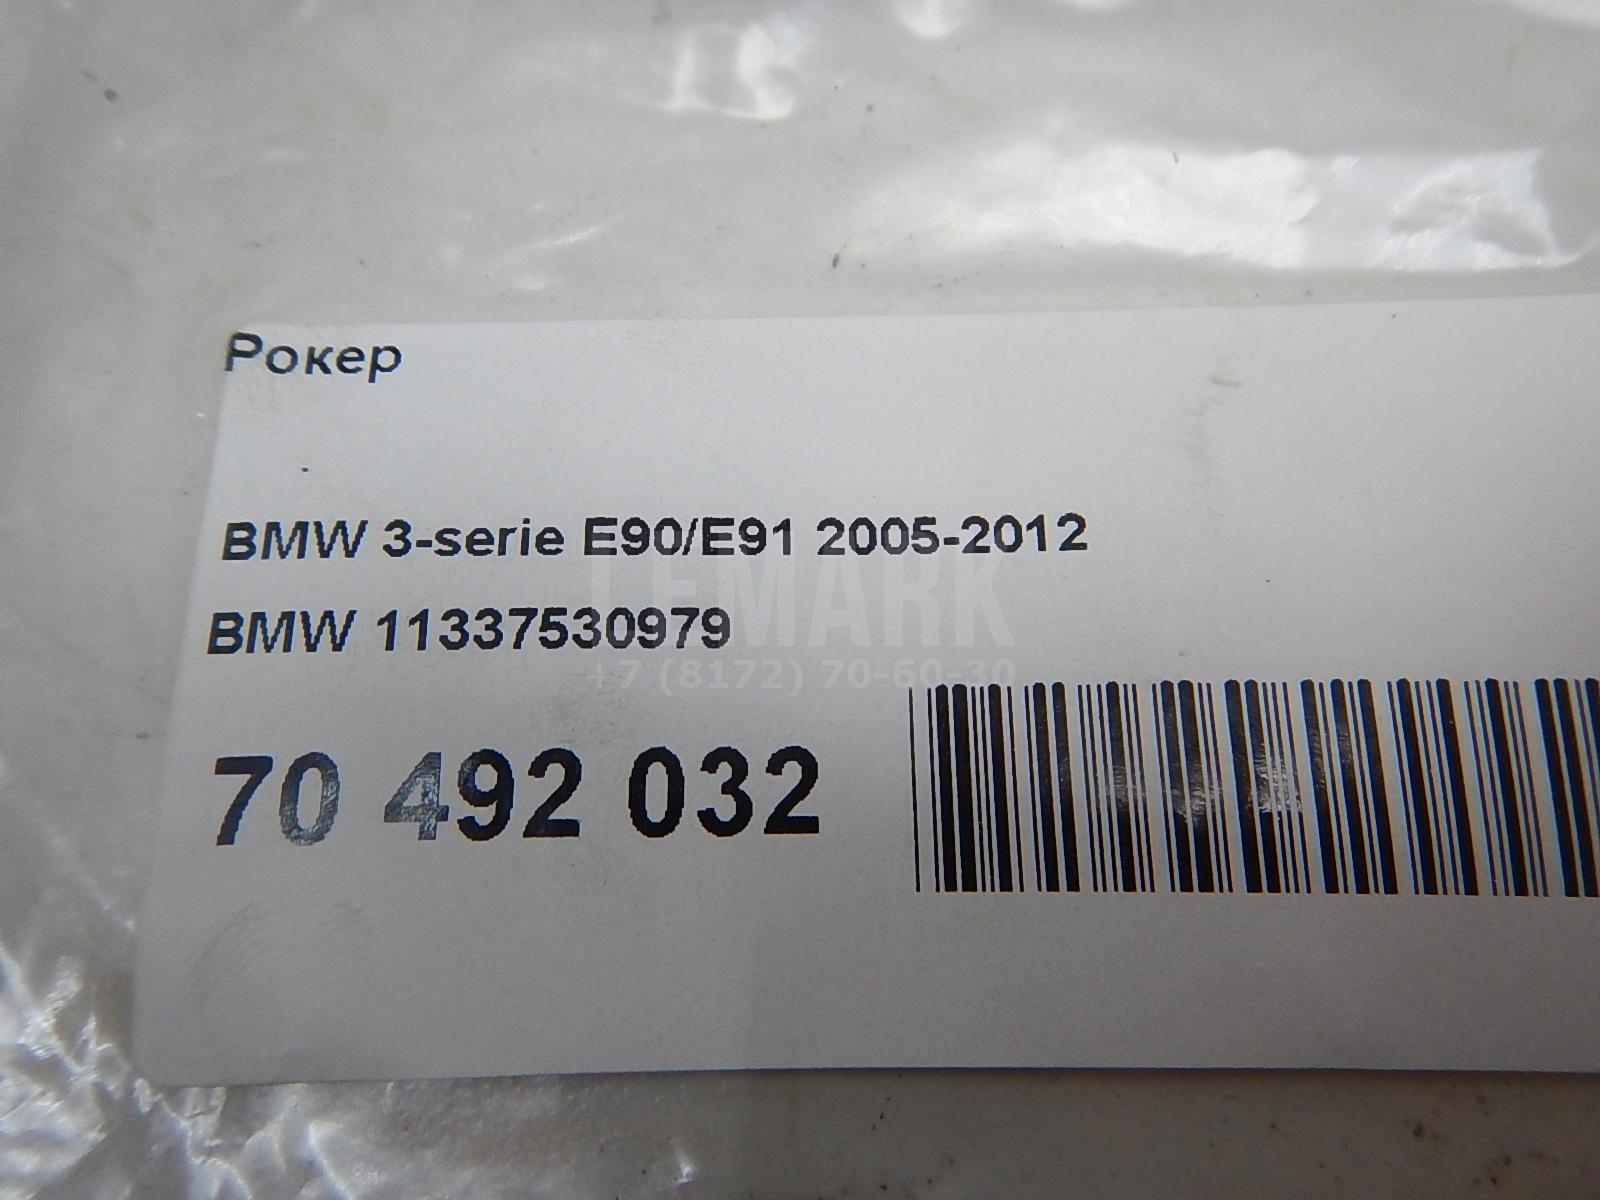 Рокер
BMW 3-serie E90/E91 2005-2012
BMW 11337530979
LEMARK
+7 (8172) 70-60-30
70 492 032